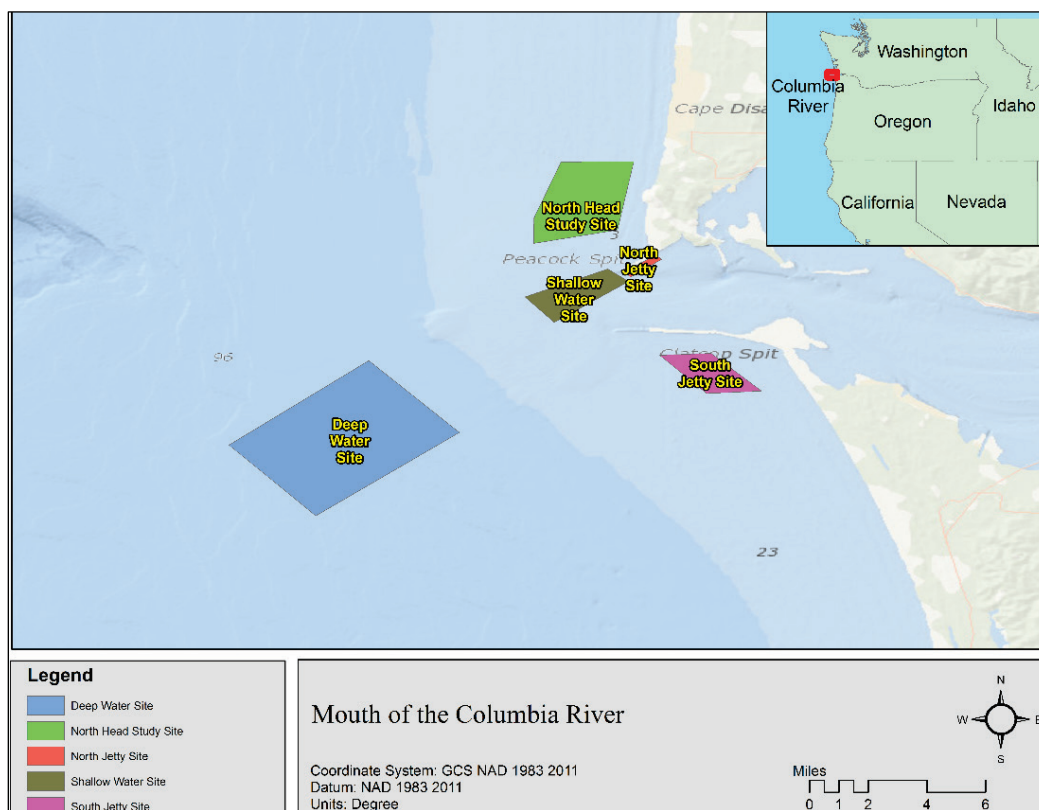 Washington
Columbia
River
Idaho
Oregon
California
Nevada
Cape Disa
North Head
Study Site
3
Peacock Spit
North
Jetty
Site
Shallow
Water
Site
96
Clatsop Spit
South
Jetty Site
Deep
Water
Site
23
Legend
Deep Water Site
North Head Study Site
North Jetty Site
Shallow Water Site
South Jetty Site
Mouth of the Columbia River
Coordinate System: GCS NAD 1983 2011
Datum: NAD 1983 2011
Units: Degree
N
W
E
S
Miles
0 1 2 4 6